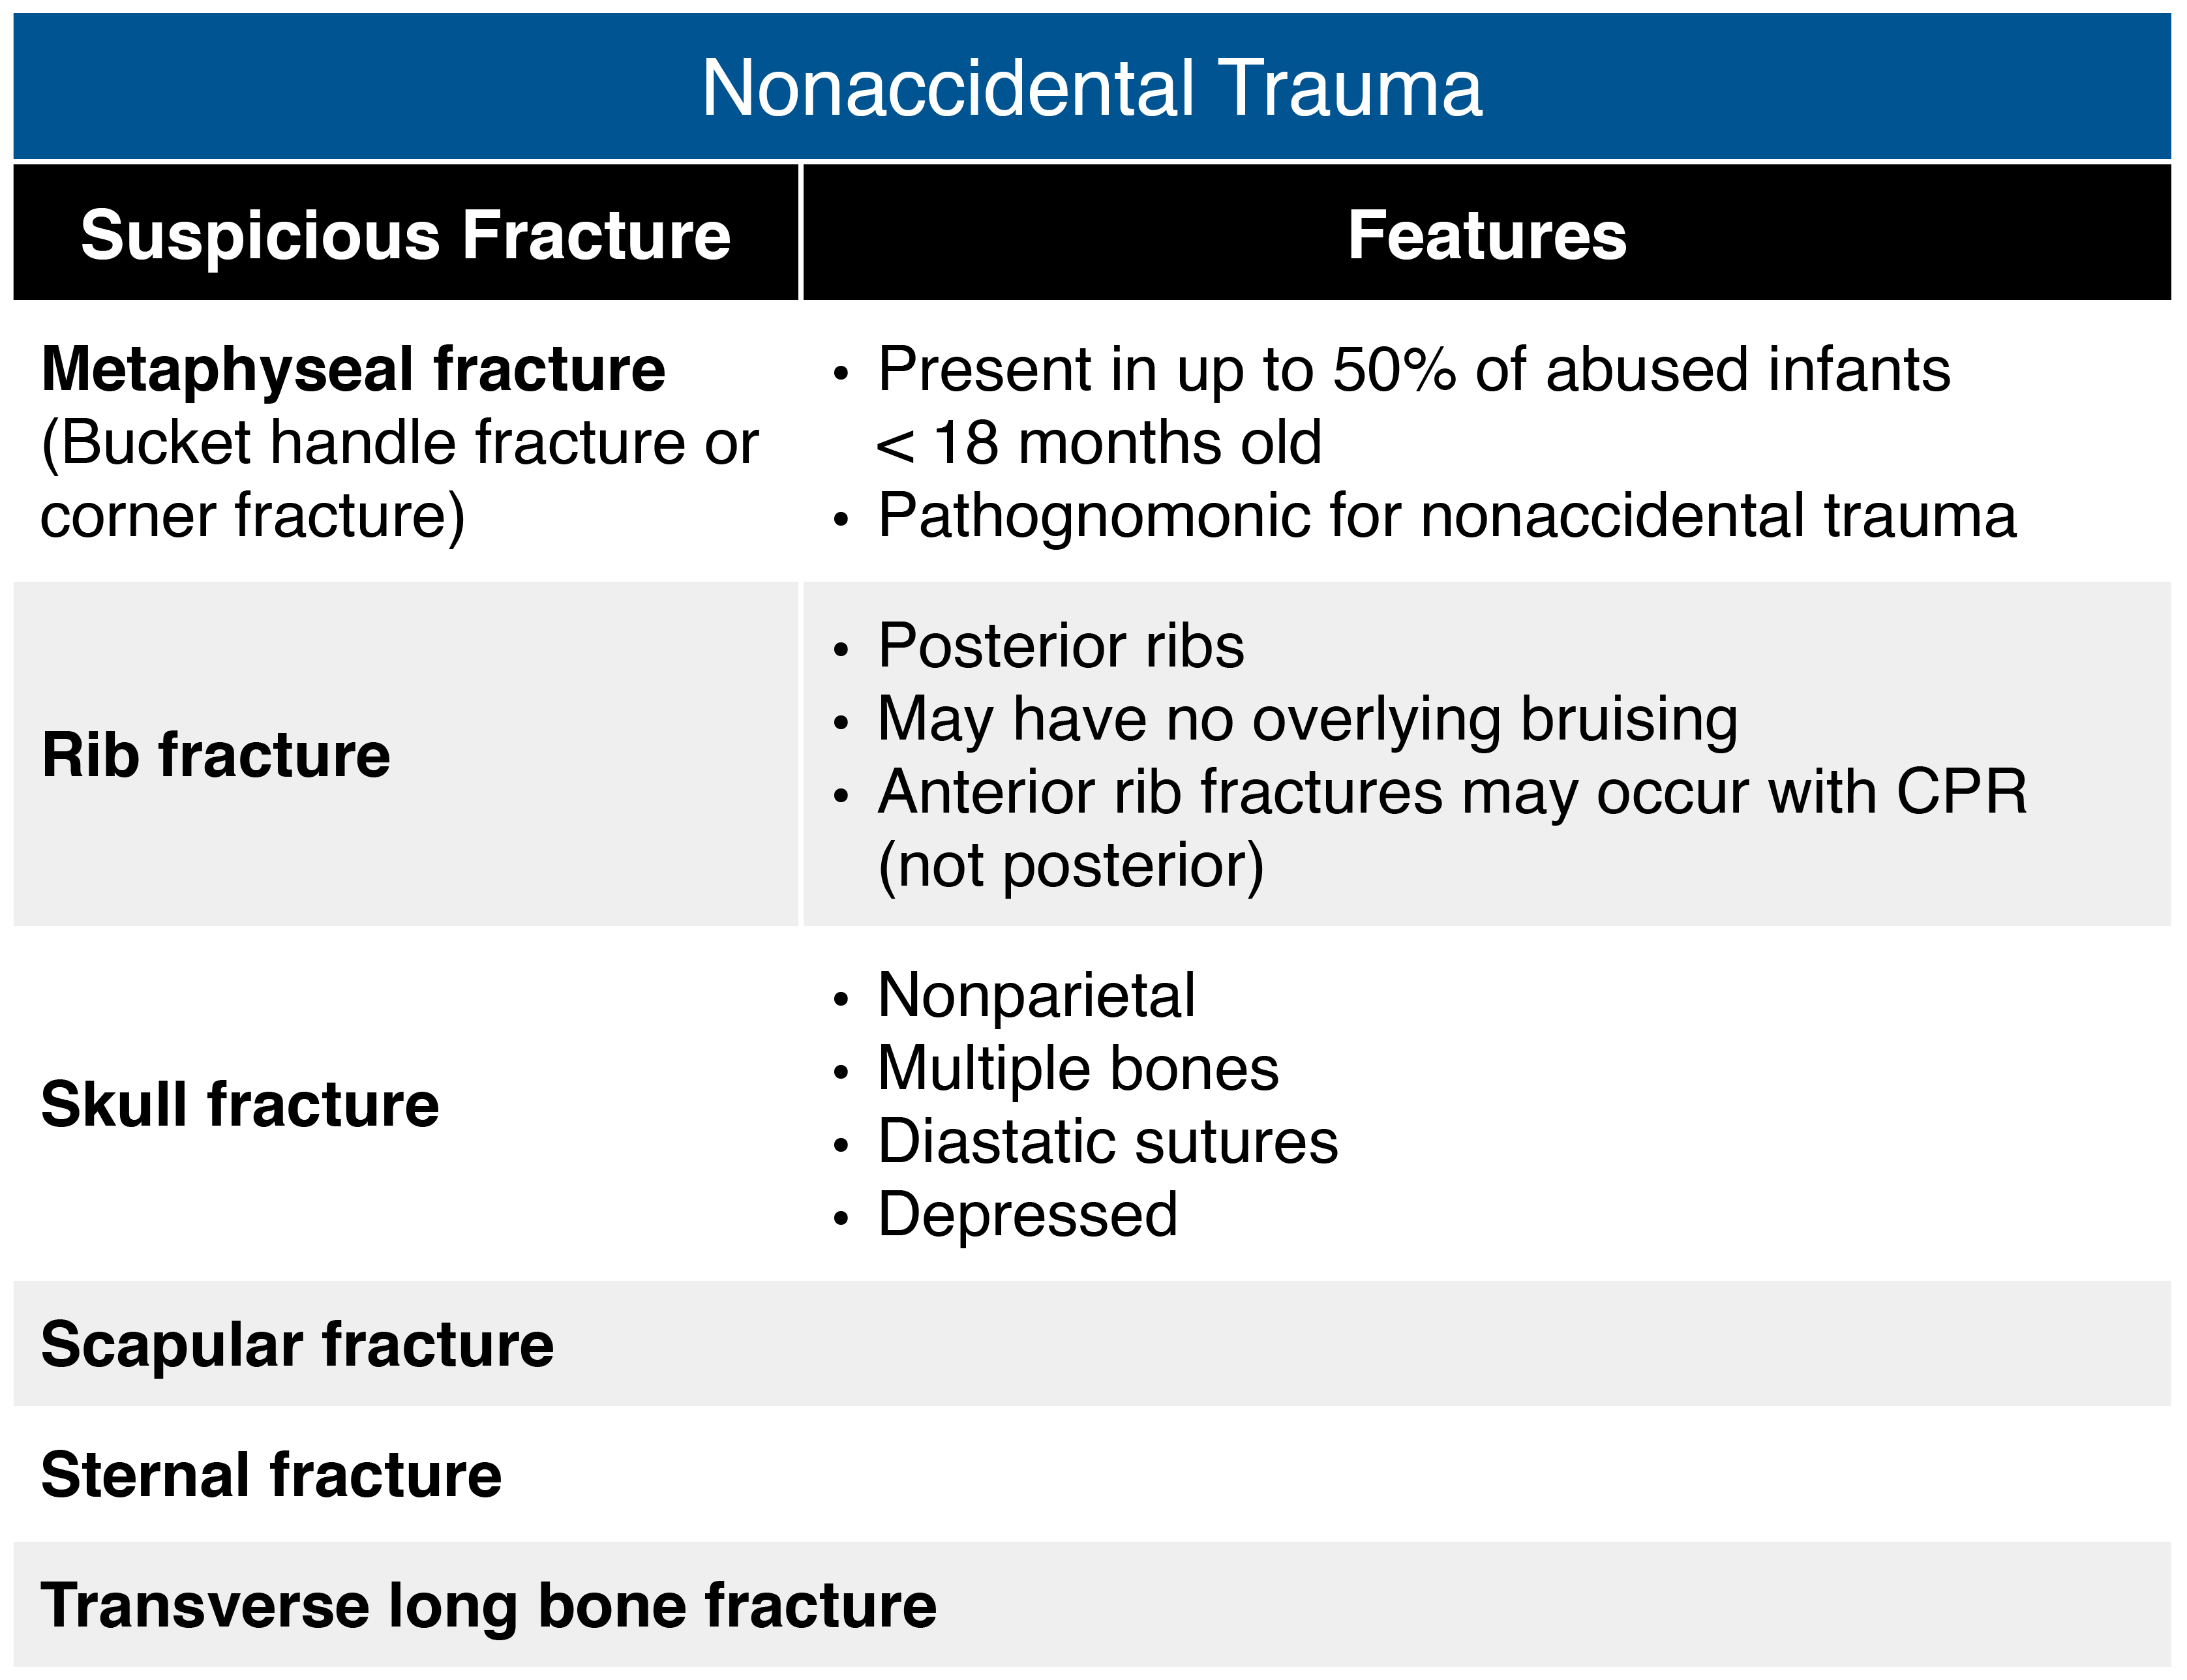 Nonaccidental Trauma
Suspicious Fracture
Features
Metaphyseal fracture
(Bucket handle fracture or
corner fracture)
• Present in up to 50% of abused infants
< 18 months old
• Pathognomonic for nonaccidental trauma
Rib fracture
• Posterior ribs
• May have no overlying bruising
• Anterior rib fractures may occur with CPR
(not posterior)
Skull fracture
• Nonparietal
• Multiple bones
• Diastatic sutures
• Depressed
Scapular fracture
Sternal fracture
Transverse long bone fracture